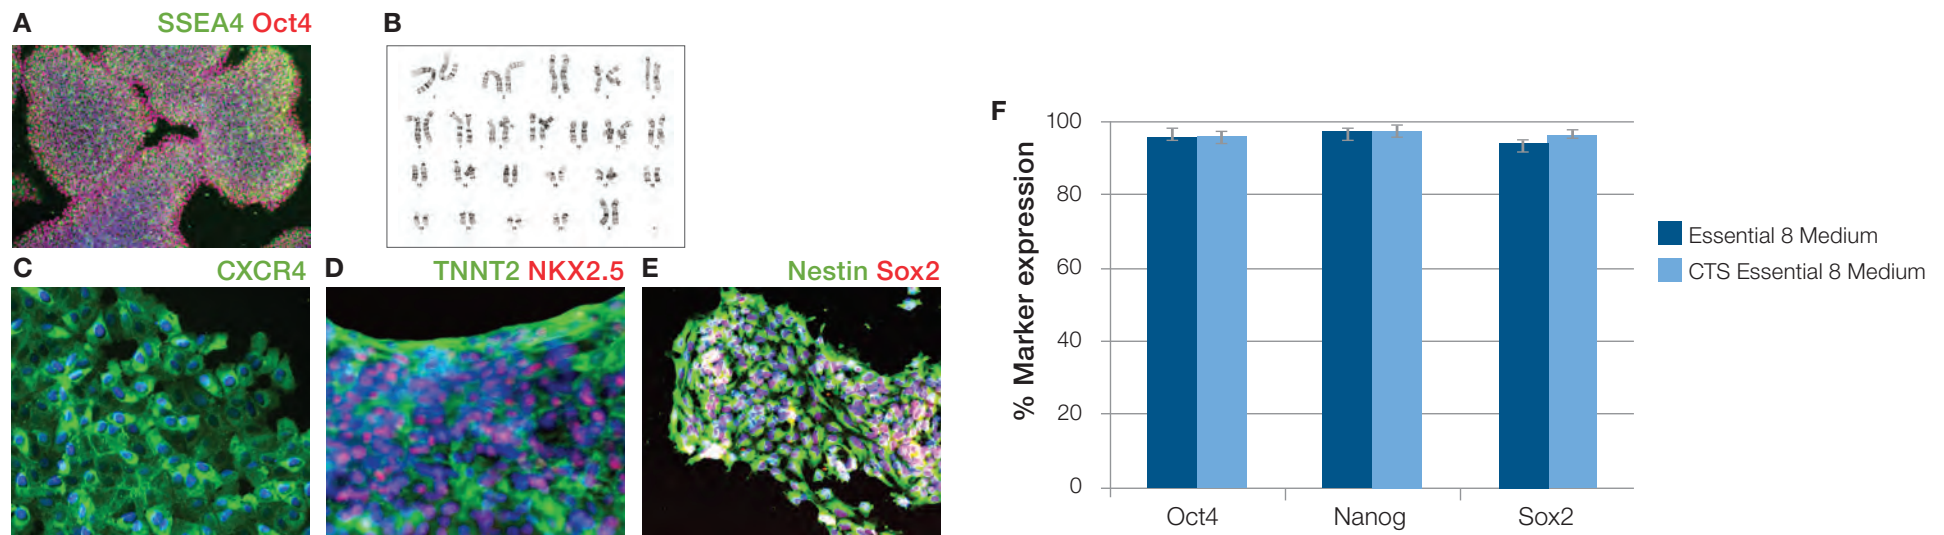 A
SSEA4 Oct4
B
C
CXCR4
D
TNNT2 NKX2.5
E
Nestin Sox2
F
% Marker expression
100
80
60
40
20
0
Oct4
Nanog
Sox2
Essential 8 Medium
CTS Essential 8 Medium